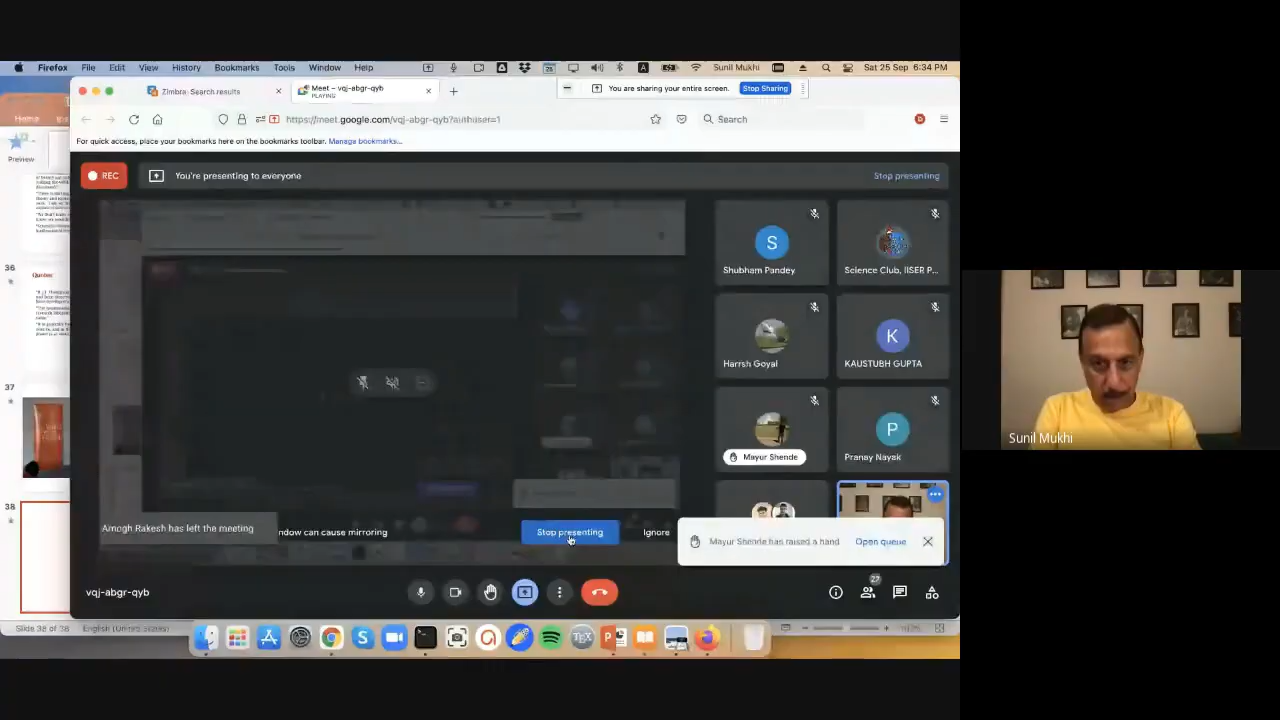 Firefox File Edit View History Bookmarks Tools Window Help
Sunil Mukhi
Sat 25 Sep 6:34 PM
Zimbra: Search results
Meet – vqj-abgr-qyb
PLAYING
You are sharing your entire screen.
Stop Sharing
https://meet.google.com/vqj-abgr-qyb?authuser=1
Search
For quick access, place your bookmarks here on the bookmarks toolbar. Manage bookmarks...
Home
Preview
REC
You're presenting to everyone
Stop presenting
Shubham Pandey
Science Club, IISER P...
Harrsh Goyal
KAUSTUBH GUPTA
Mayur Shende
Pranay Nayak
S
K
P
36
Quotes
37
38
Amogh Rakesh has left the meeting
ndow can cause mirroring
Stop presenting
Ignore
Mayur Shende has raised a hand
Open queue
vqj-abgr-qyb
27
Slide 38 of 38
English (United States)
Sunil Mukhi